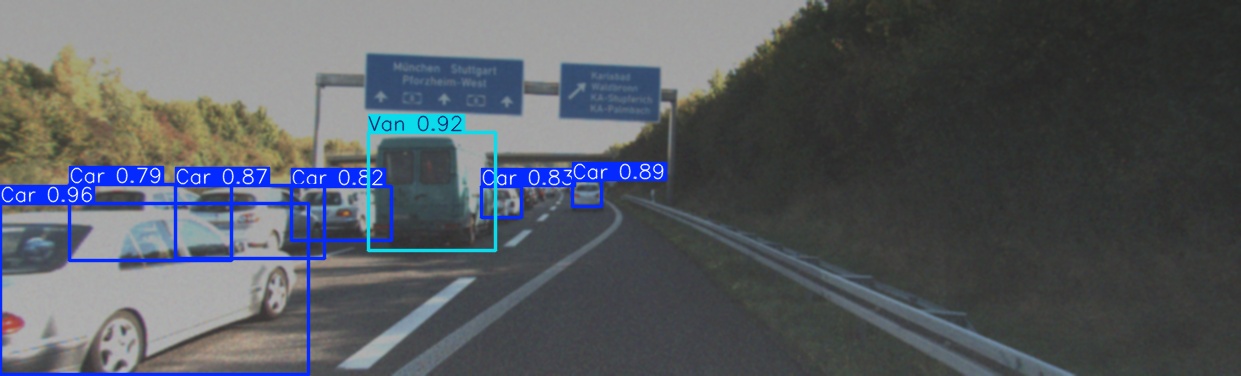 München Stuttgart
Pforzheim-West
Karlsbad
Waldbronn
KA-Stupferich
KA-Palmbach
Van 0.92
Car 0.79
Car 0.87
Car 0.82
Car 0.83
Car 0.89
Car 0.96